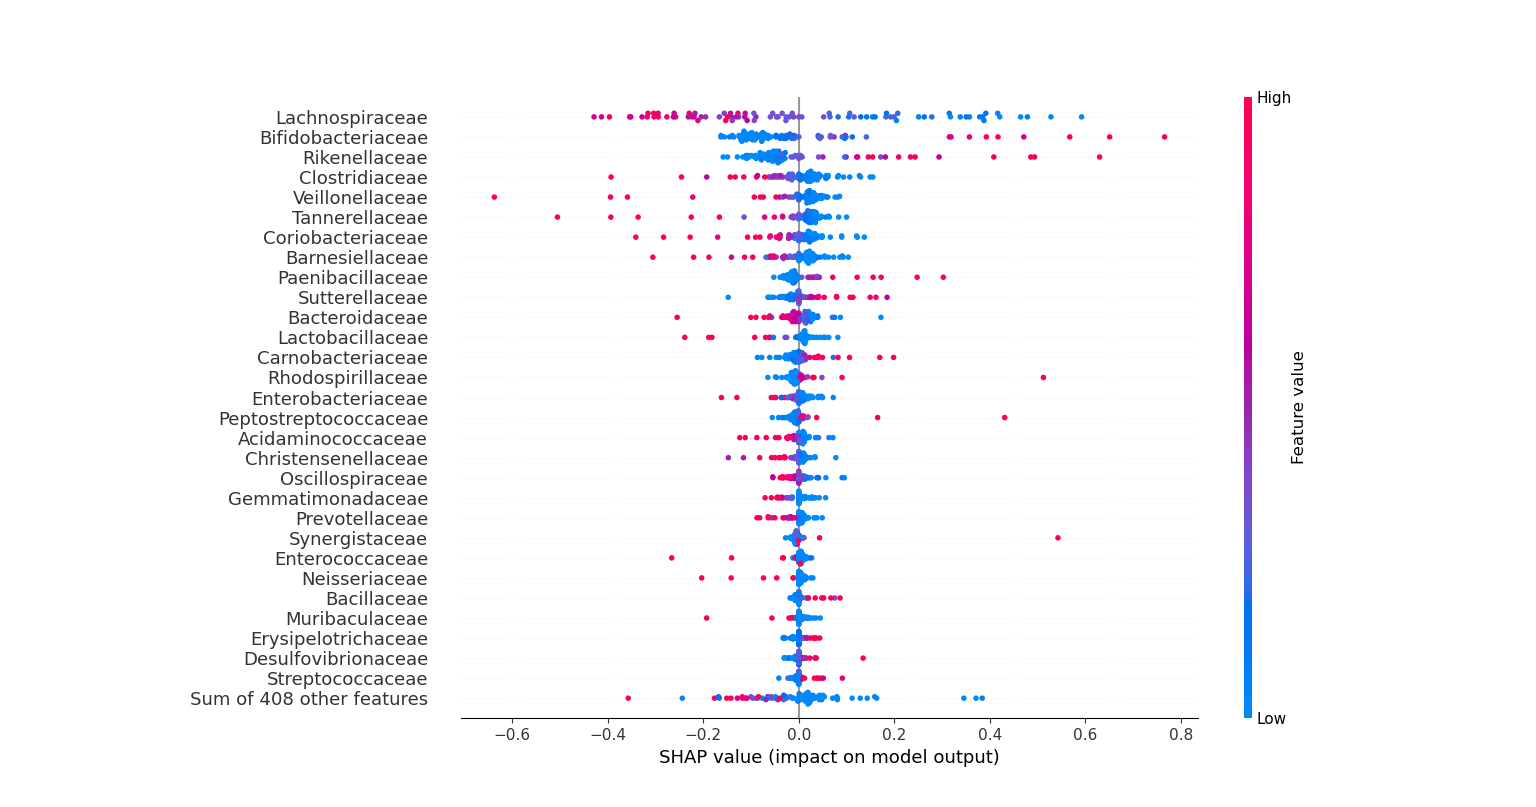 High
Lachnospiraceae
Bifidobacteriaceae
Rikenellaceae
Clostridiaceae
Veillonellaceae
Tannerellaceae
Coriobacteriaceae
Barnesiellaceae
Paenibacillaceae
Sutterellaceae
Bacteroidaceae
Lactobacillaceae
Carnobacteriaceae
Rhodospirillaceae
Enterobacteriaceae
Peptostreptococcaceae
Acidaminococcaceae
Christensenellaceae
Oscillospiraceae
Gemmatimonadaceae
Prevotellaceae
Synergistaceae
Enterococcaceae
Neisseriaceae
Bacillaceae
Muribaculaceae
Erysipelotrichaceae
Desulfovibrionaceae
Streptococcaceae
Sum of 408 other features
Feature value
Low
−0.6 −0.4 −0.2 0.0 0.2 0.4 0.6 0.8
SHAP value (impact on model output)